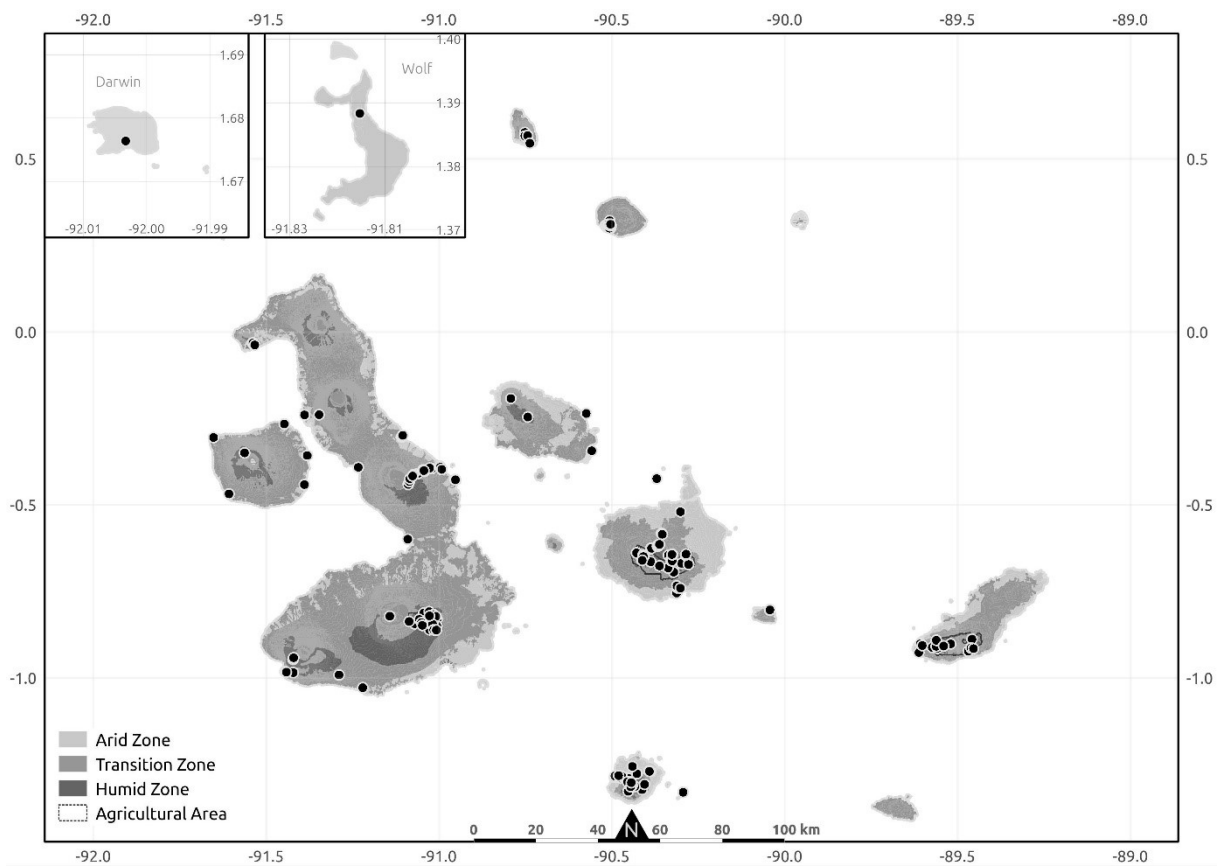 -92.0 -91.5 -91.0 -90.5 -90.0 -89.5 -89.0
Darwin
1.69
1.68
1.67
-92.01 -92.00 -91.99
Wolf
1.40
1.39
1.38
1.37
-91.83 -91.81
0.5 0.5
0.0 0.0
-0.5 -0.5
-1.0 -1.0
Arid Zone
Transition Zone
Humid Zone
Agricultural Area
N
0 20 40 60 80 100 km
-92.0 -91.5 -91.0 -90.5 -90.0 -89.5 -89.0